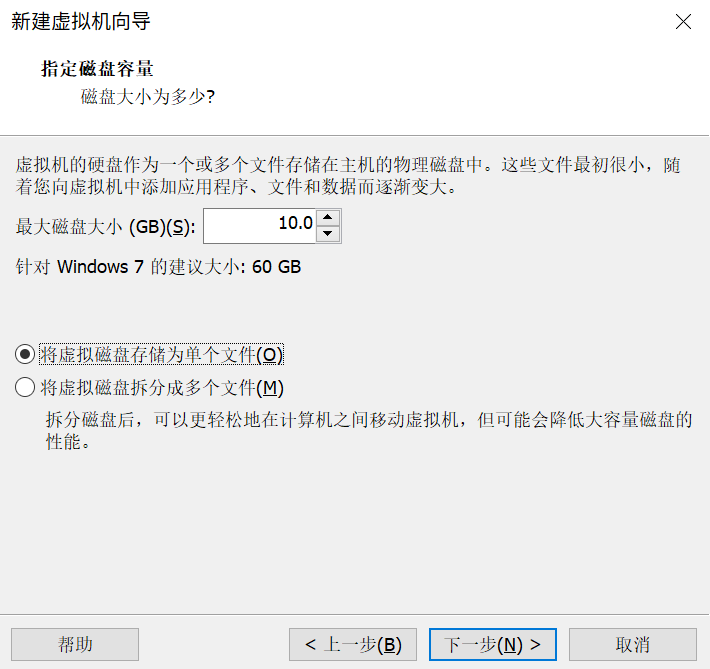 新建虚拟机向导
指定磁盘容量
磁盘大小为多少?
虚拟机的硬盘作为一个或多个文件存储在主机的物理磁盘中。这些文件最初很小，随
着您向虚拟机中添加应用程序、文件和数据而逐渐变大。
最大磁盘大小 (GB)(S): 10.0
针对 Windows 7 的建议大小: 60 GB
将虚拟磁盘存储为单个文件(O)
将虚拟磁盘拆分成多个文件(M)
拆分磁盘后，可以更轻松地在计算机之间移动虚拟机，但可能会降低大容量磁盘的
性能。
帮助 < 上一步(B) 下一步(N) > 取消